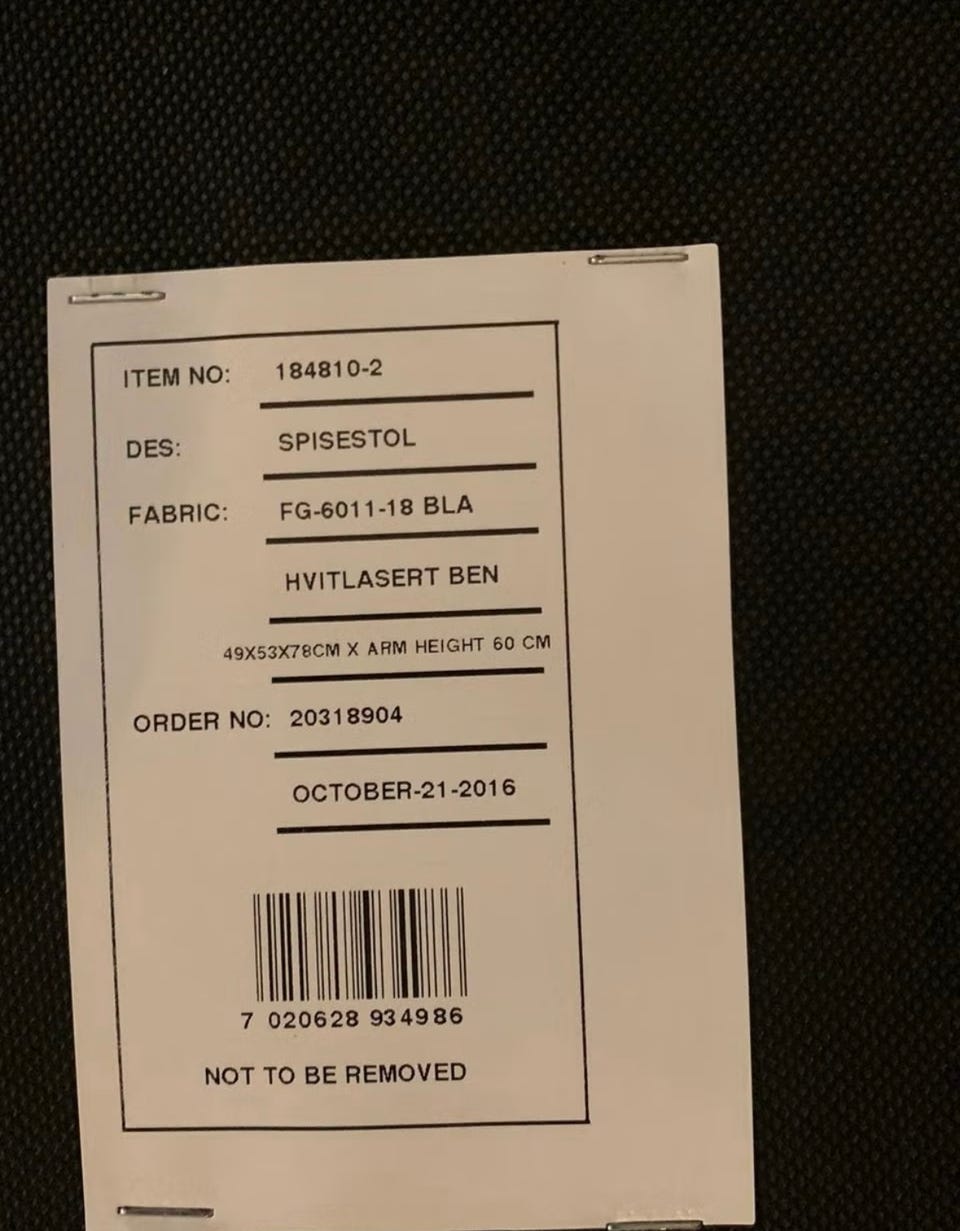 ITEM NO: 184810-2
DES: SPISESTOL
FABRIC: FG-6011-18 BLA
HVITLASERT BEN
49X53X78CM X ARM HEIGHT 60 CM
ORDER NO: 20318904
OCTOBER-21-2016
7 020628 934986
NOT TO BE REMOVED